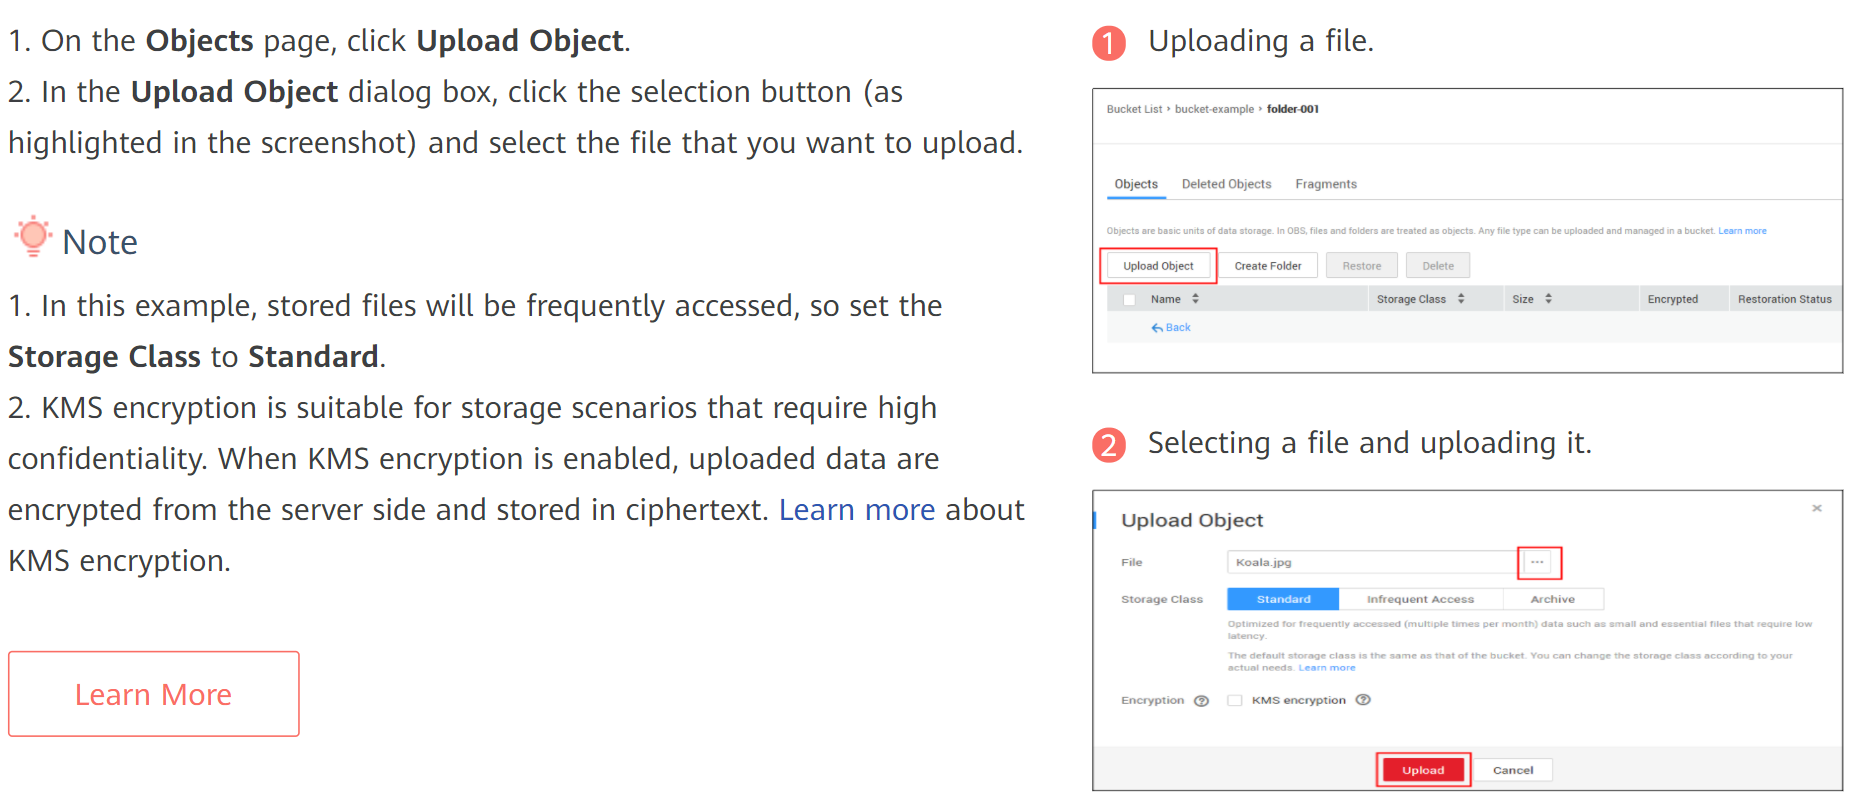 1. On the Objects page, click Upload Object.
2. In the Upload Object dialog box, click the selection button (as
highlighted in the screenshot) and select the file that you want to upload.
Note
1. In this example, stored files will be frequently accessed, so set the
Storage Class to Standard.
2. KMS encryption is suitable for storage scenarios that require high
confidentiality. When KMS encryption is enabled, uploaded data are
encrypted from the server side and stored in ciphertext. Learn more about
KMS encryption.
Learn More
1 Uploading a file.
Bucket List › bucket-example › folder-001
Objects Deleted Objects Fragments
Objects are basic units of data storage. In OBS, files and folders are treated as objects. Any file type can be uploaded and managed in a bucket. Learn more
Upload Object Create Folder Restore Delete
Name Storage Class Size Encrypted Restoration Status
Back
2 Selecting a file and uploading it.
Upload Object
File Koala.jpg ...
Storage Class Standard Infrequent Access Archive
Optimized for frequently accessed (multiple times per month) data such as small and essential files that require low
latency.
The default storage class is the same as that of the bucket. You can change the storage class according to your
actual needs. Learn more
Encryption ? KMS encryption ?
Upload Cancel